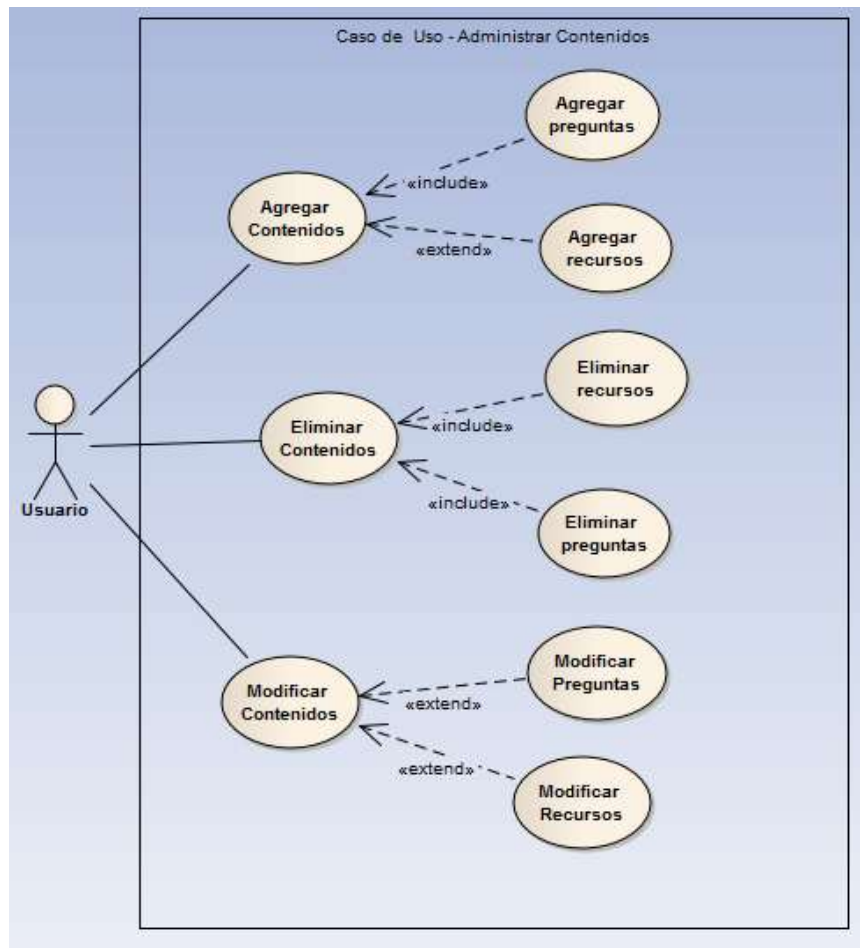 Caso de Uso - Administrar Contenidos
Agregar
preguntas
«include»
Agregar
Contenidos
«extend»
Agregar
recursos
Eliminar
recursos
«include»
Eliminar
Contenidos
«include»
Eliminar
preguntas
Usuario
Modificar
Preguntas
Modificar
Contenidos
«extend»
«extend»
Modificar
Recursos